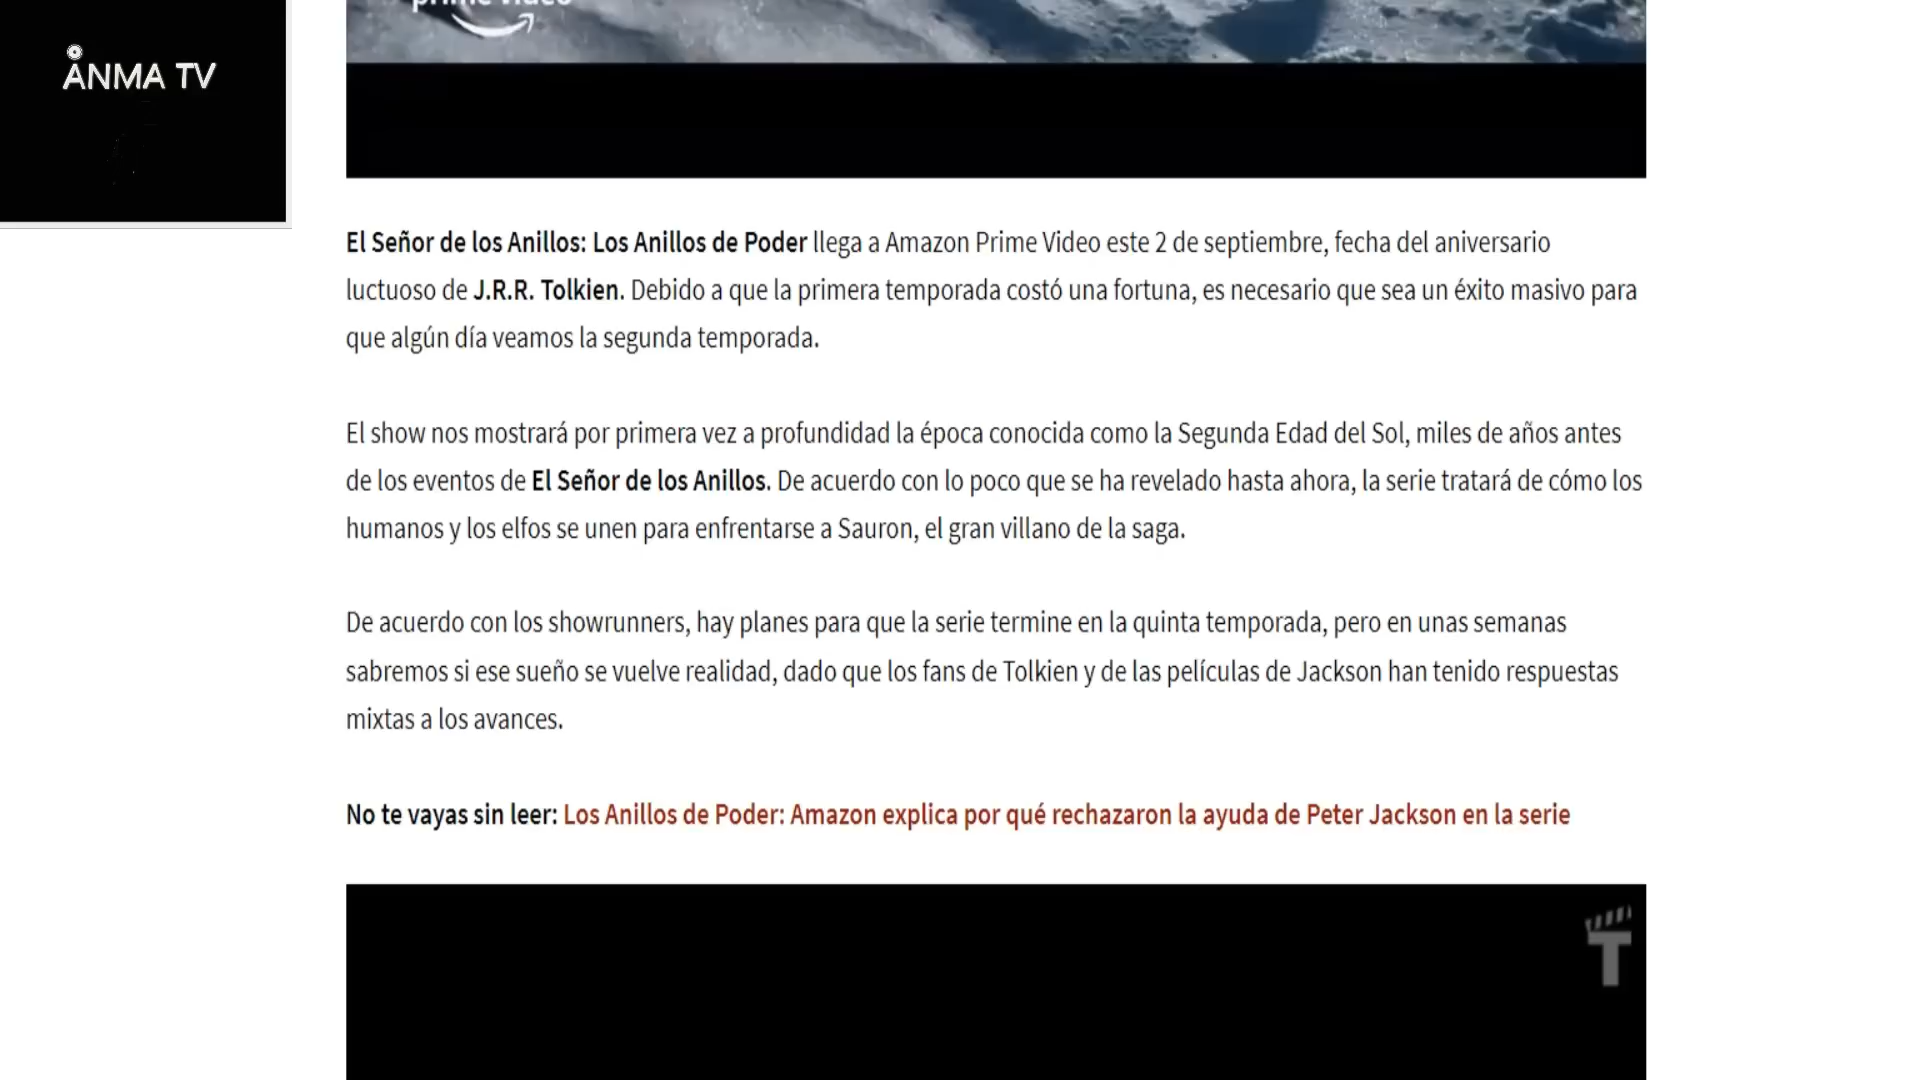 prime video
ÅNMA TV
El Señor de los Anillos: Los Anillos de Poder llega a Amazon Prime Video este 2 de septiembre, fecha del aniversario
luctuoso de J.R.R. Tolkien. Debido a que la primera temporada costó una fortuna, es necesario que sea un éxito masivo para
que algún día veamos la segunda temporada.
El show nos mostrará por primera vez a profundidad la época conocida como la Segunda Edad del Sol, miles de años antes
de los eventos de El Señor de los Anillos. De acuerdo con lo poco que se ha revelado hasta ahora, la serie tratará de cómo los
humanos y los elfos se unen para enfrentarse a Sauron, el gran villano de la saga.
De acuerdo con los showrunners, hay planes para que la serie termine en la quinta temporada, pero en unas semanas
sabremos si ese sueño se vuelve realidad, dado que los fans de Tolkien y de las películas de Jackson han tenido respuestas
mixtas a los avances.
No te vayas sin leer: Los Anillos de Poder: Amazon explica por qué rechazaron la ayuda de Peter Jackson en la serie
T